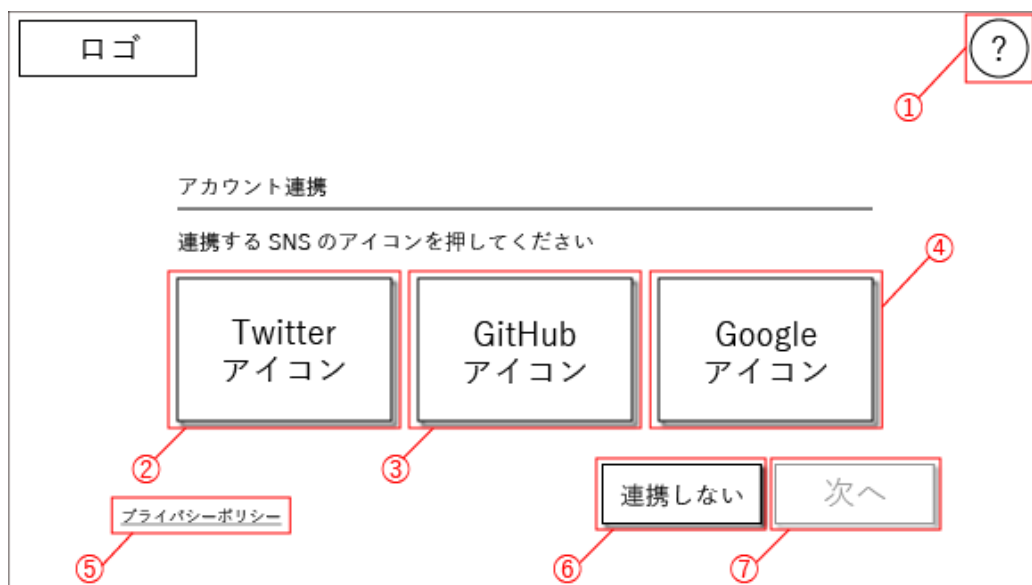 ロゴ
?
①
アカウント連携
連携する SNS のアイコンを押してください
④
Twitter
アイコン
GitHub
アイコン
Google
アイコン
②
③
連携しない
次へ
プライバシーポリシー
⑤
⑥
⑦